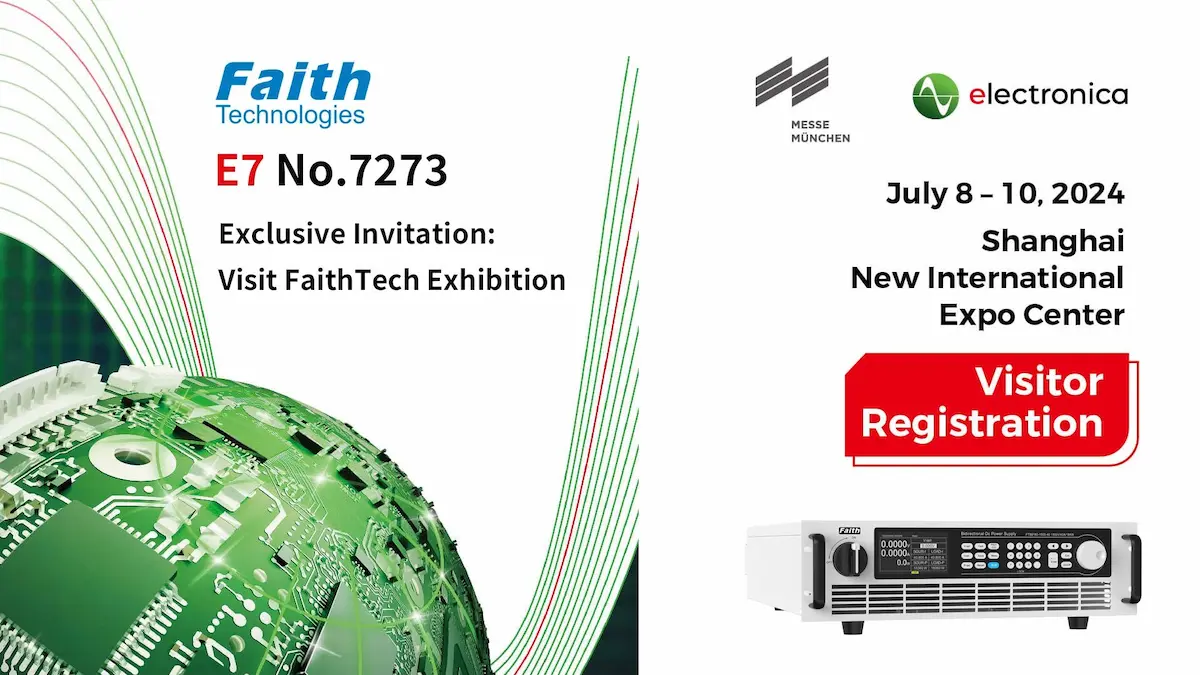 Faith
Technologies
E7 No.7273
Exclusive Invitation:
Visit FaithTech Exhibition
MESSE
MÜNCHEN
electronica
July 8 – 10, 2024
Shanghai
New International
Expo Center
Visitor
Registration
Faith
Bidirectional Dc Power Supply
0.0000
0.0000
0.0